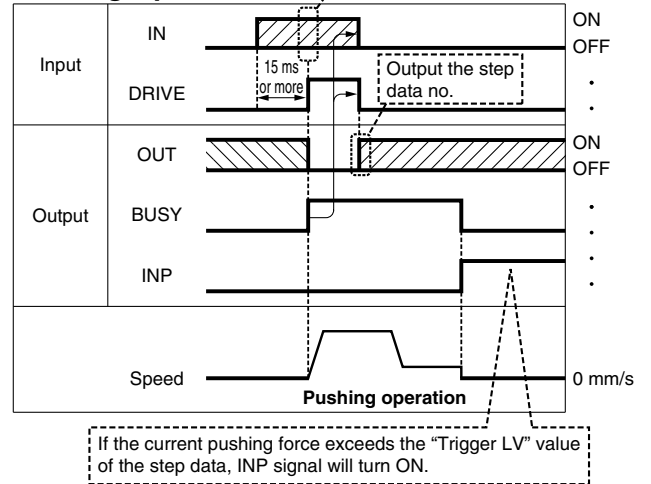 Input
IN
ON
OFF
15 ms
or more
DRIVE
Output the step
data no.
Output
OUT
ON
OFF
BUSY
INP
Speed
0 mm/s
Pushing operation
If the current pushing force exceeds the “Trigger LV” value
of the step data, INP signal will turn ON.